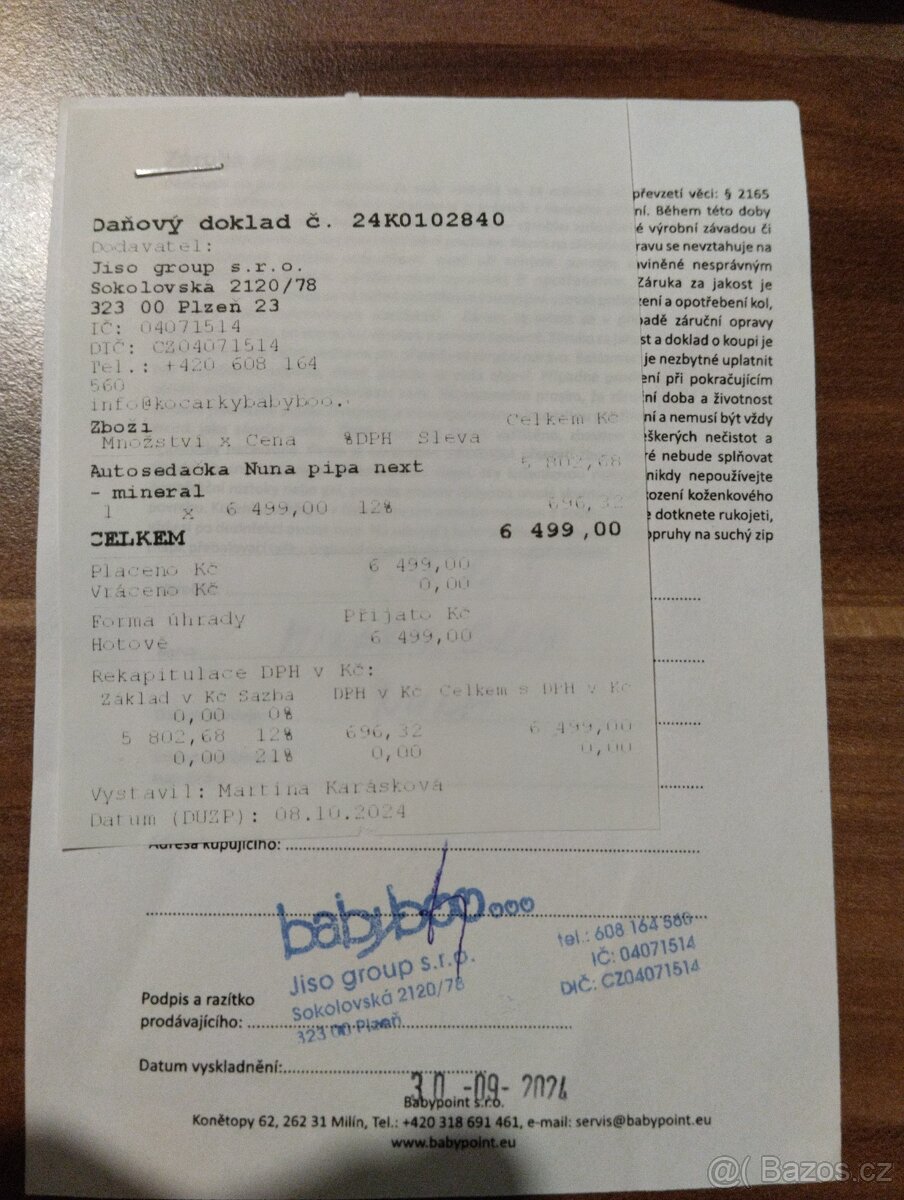 Daňový doklad č. 24K0102840
Dodavatel:
Jiso group s.r.o.
Sokolovská 2120/78
323 00 Plzeň 23
IČ: 04071514
DIČ: CZ04071514
Tel.: +420 608 164
560
info@kocarkybabyboo.
Zboží
Celkem Kč
Množství x Cena %DPH Sleva
Autosedačka Nuna pipa next
5 802,68
- mineral
1 x 6 499,00 12%
696,32
CELKEM 6 499,00
Placeno Kč 6 499,00
Vráceno Kč 0,00
Forma úhrady Přijato Kč
Hotově 6 499,00
Rekapitulace DPH v Kč:
Základ v Kč Sazba DPH v Kč Celkem s DPH v Kč
0,00 0%
5 802,68 12% 696,32 6 499,00
0,00 21% 0,00 0,00
Vystavil: Martina Karásková
Datum (DUZP): 08.10.2024
převzetí věci: § 2165
ní. Během této doby
é výrobní závadou či
ravu se nevztahuje na
aviněné nesprávným
Záruka za jakost je
zení a opotřebení kol,
padě záruční opravy
st a doklad o koupi je
je nezbytné uplatnit
ení při pokračujícím
ní doba a životnost
ní a nemusí být vždy
eškerých nečistot a
ré nebude splňovat
nikdy nepoužívejte
ození koženkového
e dotknete rukojeti,
opruhy na suchý zip
Adresa kupujícího:
babyboo
Jiso group s.r.o.
Sokolovská 2120/78
323 00 Plzeň
tel.: 608 164 560
IČ: 04071514
DIČ: CZ04071514
Podpis a razítko
prodávajícího:
Datum vyskladnění:
30 -09- 2024
Babypoint s.r.o.
Konětopy 62, 262 31 Milín, Tel.: +420 318 691 461, e-mail: servis@babypoint.eu
www.babypoint.eu
@( Bazos.cz